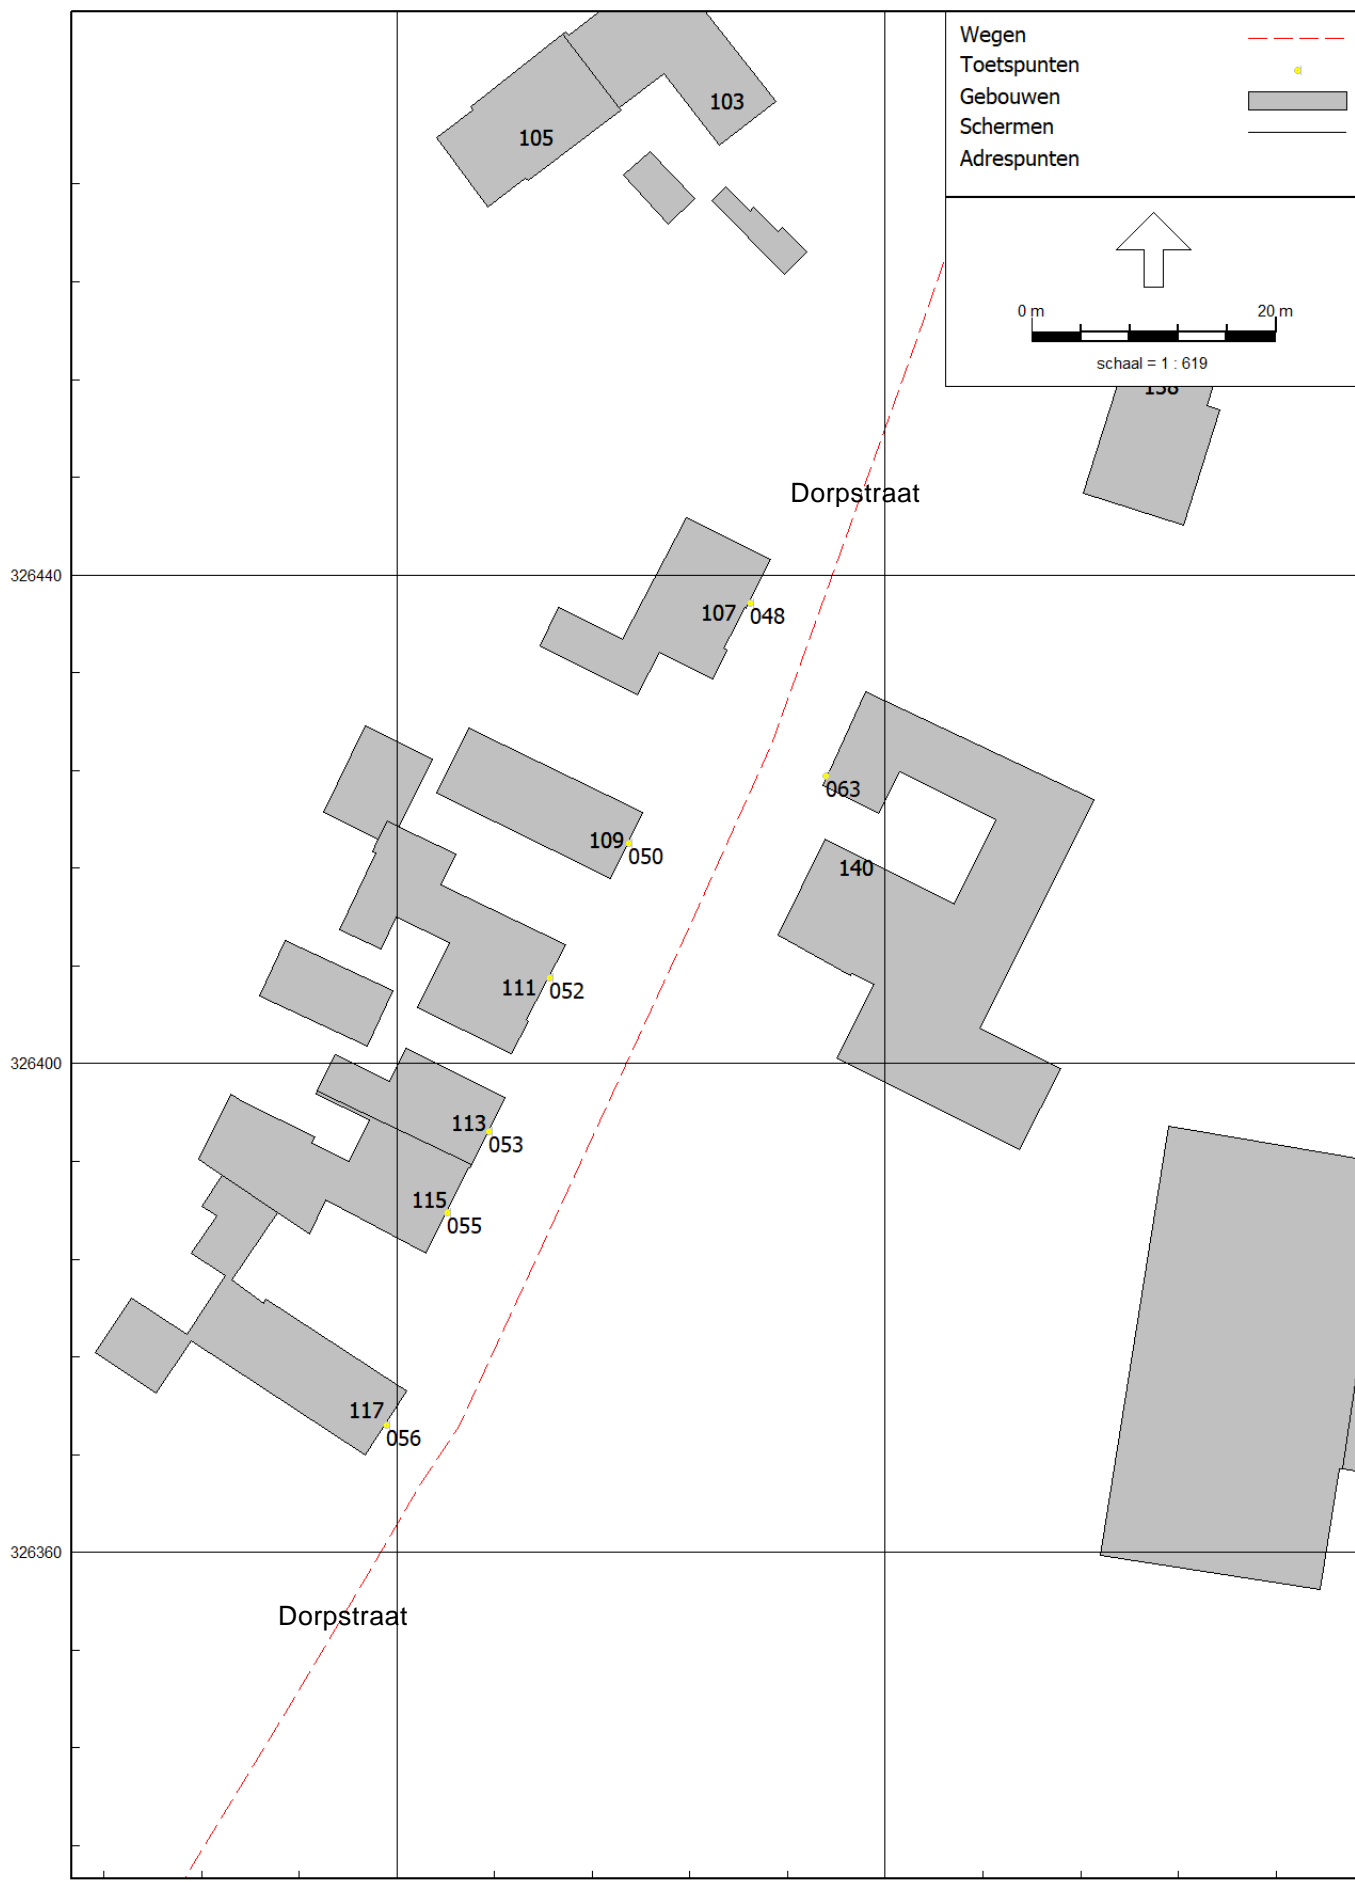 Wegen
Toetspunten
Gebouwen
Schermen
Adrespunten
0 m 20 m
schaal = 1 : 619
103
105
Dorpstraat
326440
107
048
063
109
050
140
111
052
326400
113
053
115
055
117
056
326360
Dorpstraat